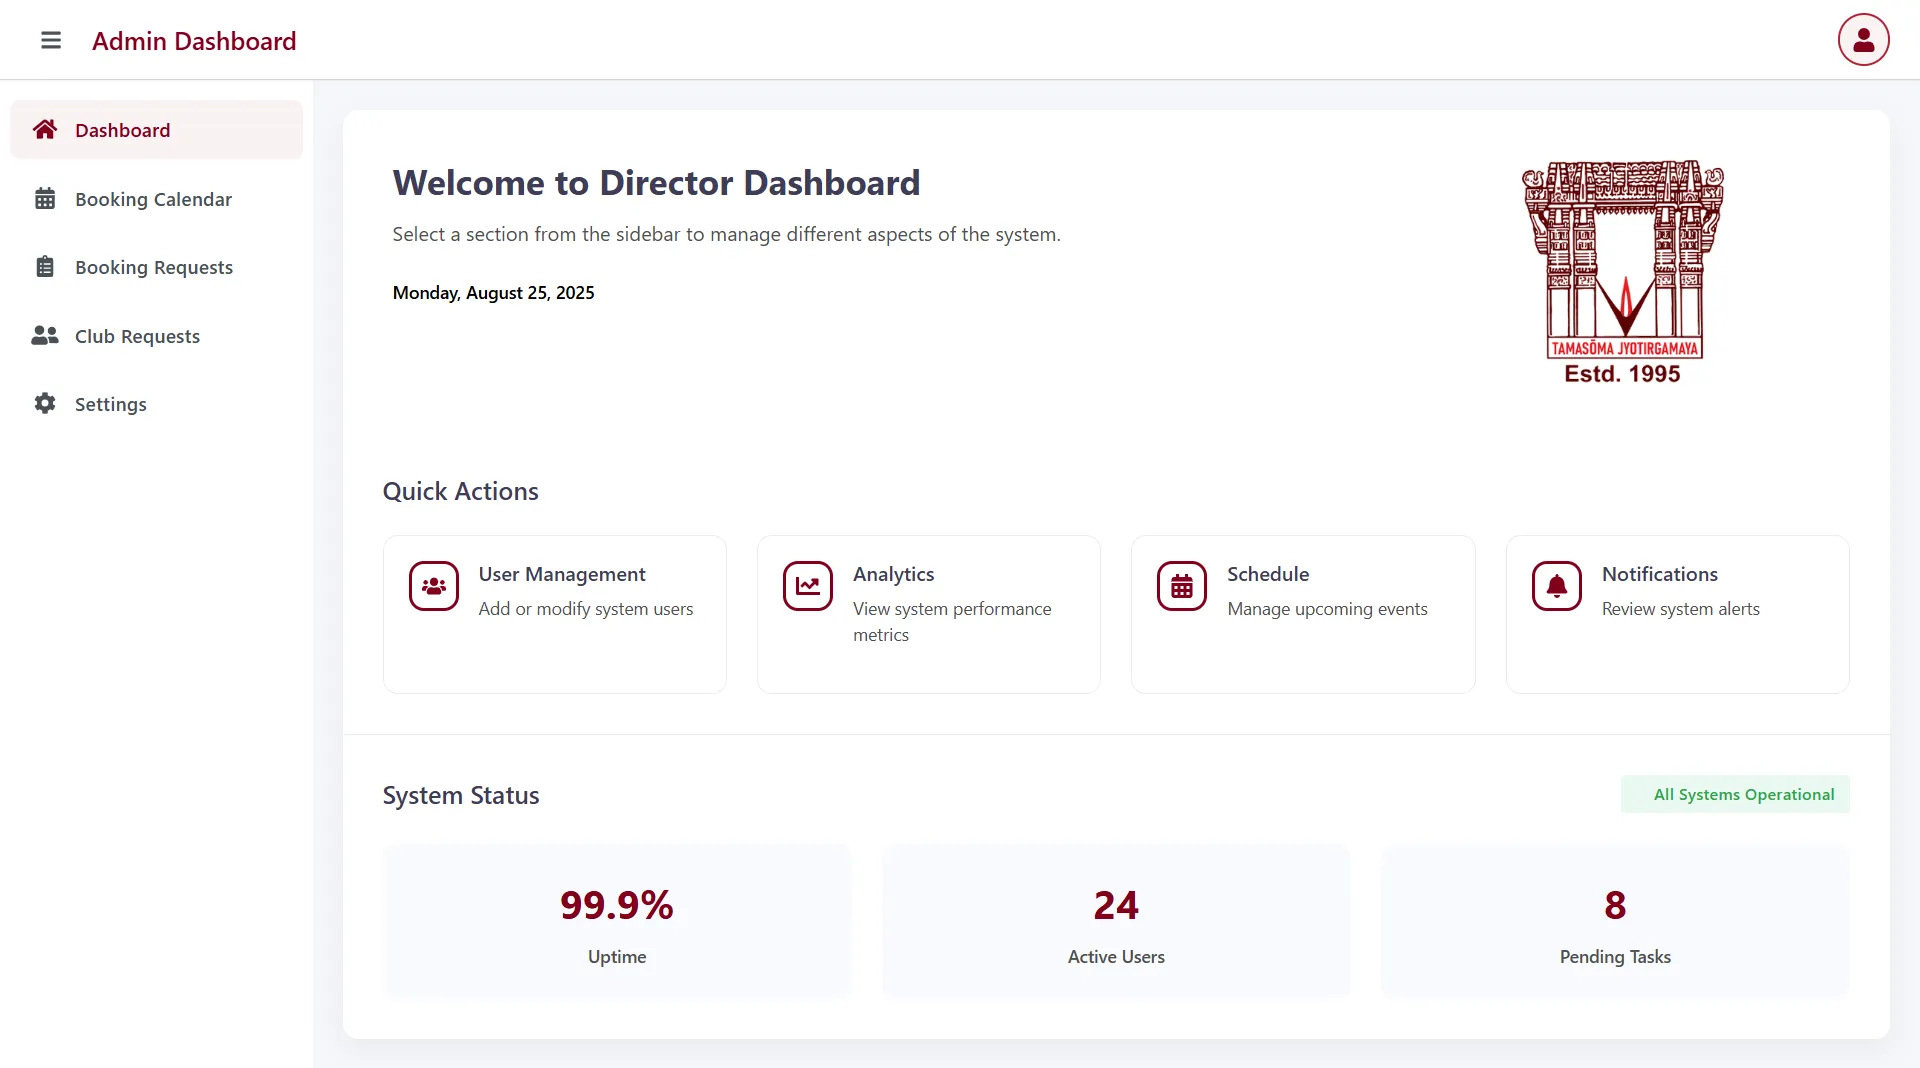 Admin Dashboard
Dashboard
Booking Calendar
Booking Requests
Club Requests
Settings
Welcome to Director Dashboard
Select a section from the sidebar to manage different aspects of the system.
Monday, August 25, 2025
TAMASŌMA JYOTIRGAMAYA
Estd. 1995
Quick Actions
User Management
Add or modify system users
Analytics
View system performance
metrics
Schedule
Manage upcoming events
Notifications
Review system alerts
System Status
All Systems Operational
99.9%
Uptime
24
Active Users
8
Pending Tasks